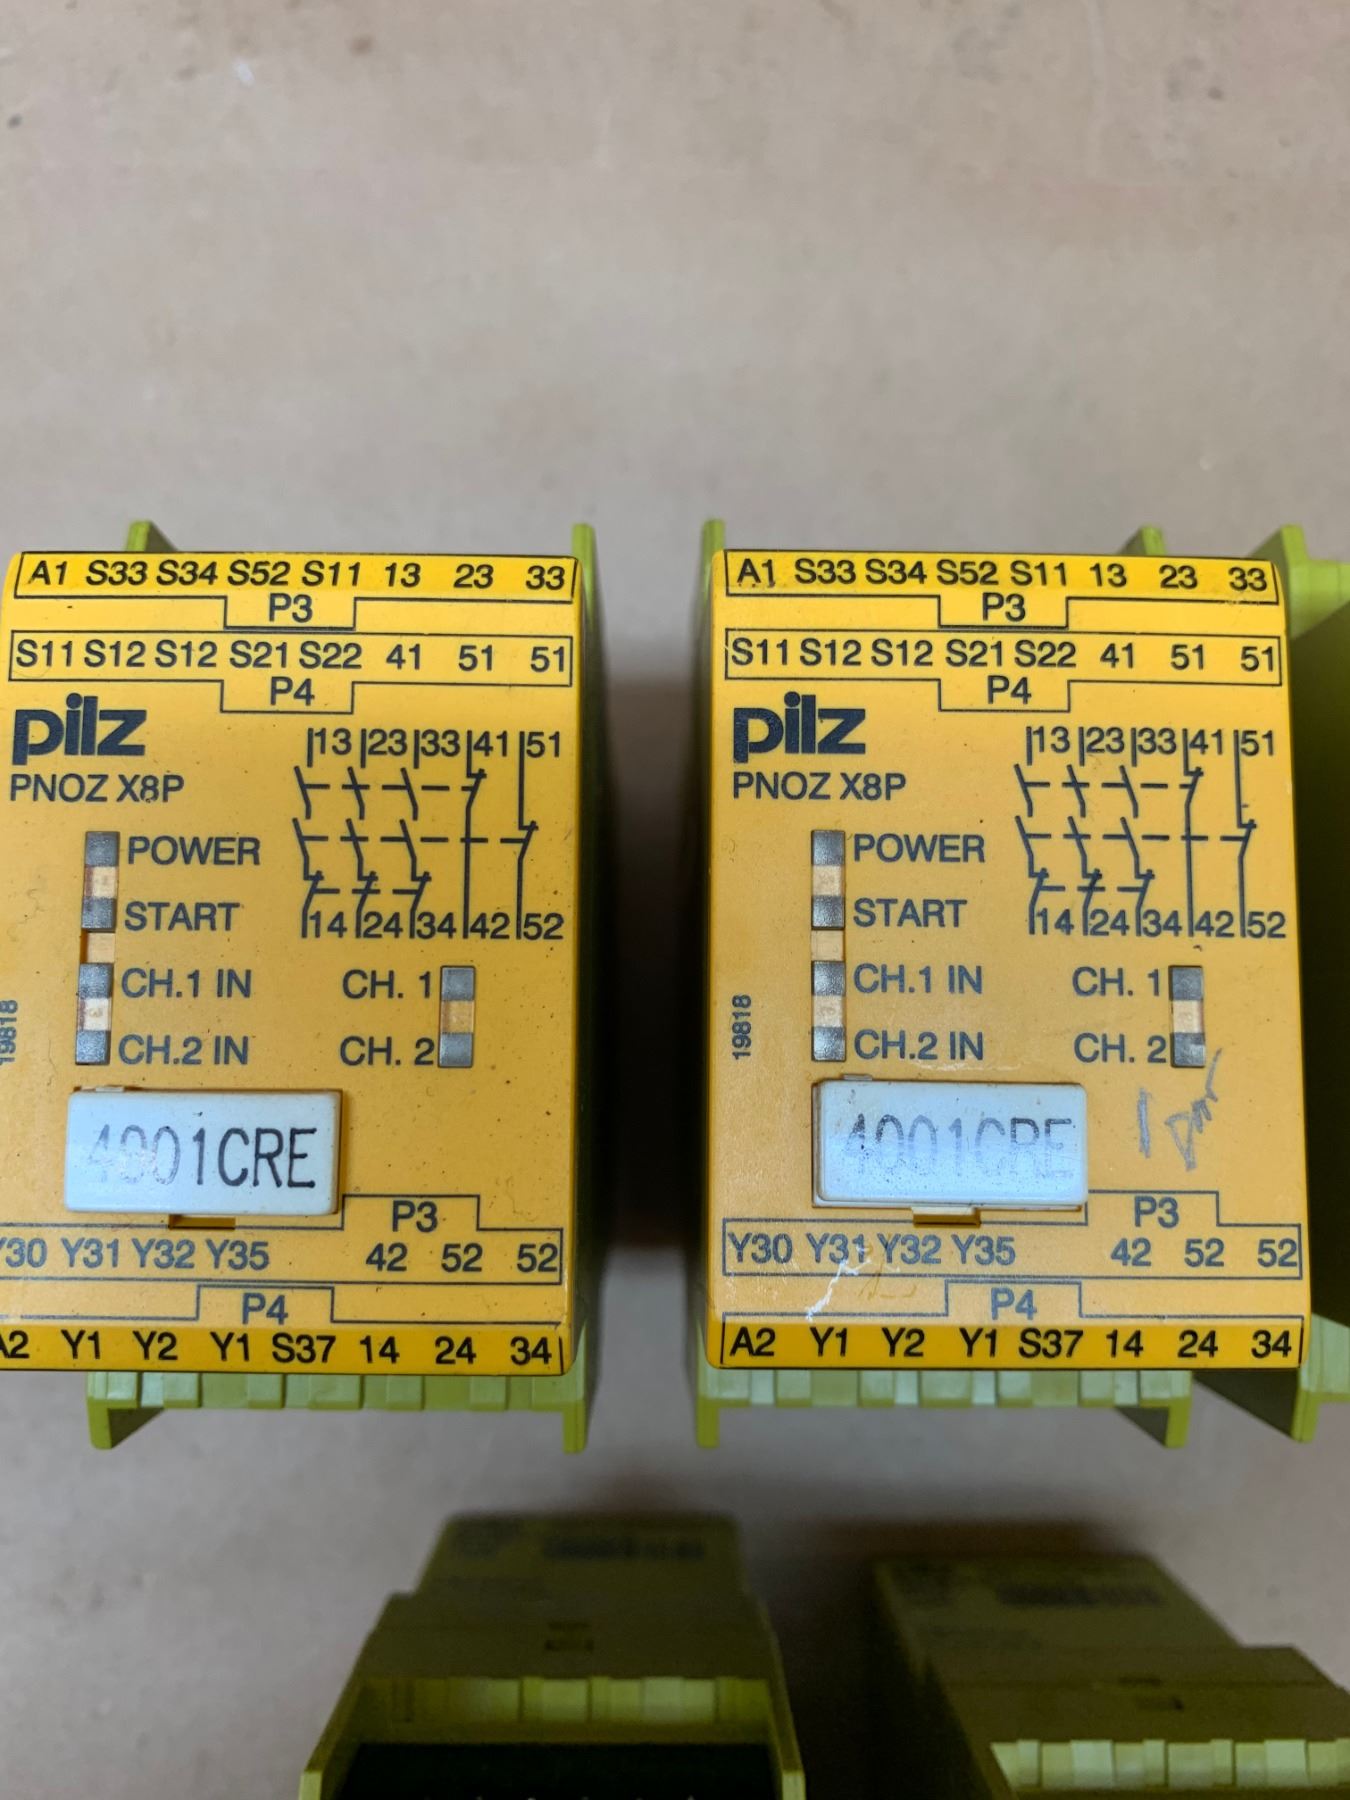 A1 S33 S34 S52 S11 13 23 33
P3
S11 S12 S12 S21 S22 41 51 51
P4
pilz
PNOZ X8P
13 23 33 41 51
POWER
START
14 24 34 42 52
CH.1 IN
CH. 1
CH.2 IN
CH. 2
19818
4001CRE
P3
Y30 Y31 Y32 Y35 42 52 52
P4
A2 Y1 Y2 Y1 S37 14 24 34
A1 S33 S34 S52 S11 13 23 33
P3
S11 S12 S12 S21 S22 41 51 51
P4
pilz
PNOZ X8P
13 23 33 41 51
POWER
START
14 24 34 42 52
CH.1 IN
CH. 1
CH.2 IN
CH. 2
19818
4001CRE
P3
Y30 Y31 Y32 Y35 42 52 52
P4
A2 Y1 Y2 Y1 S37 14 24 34